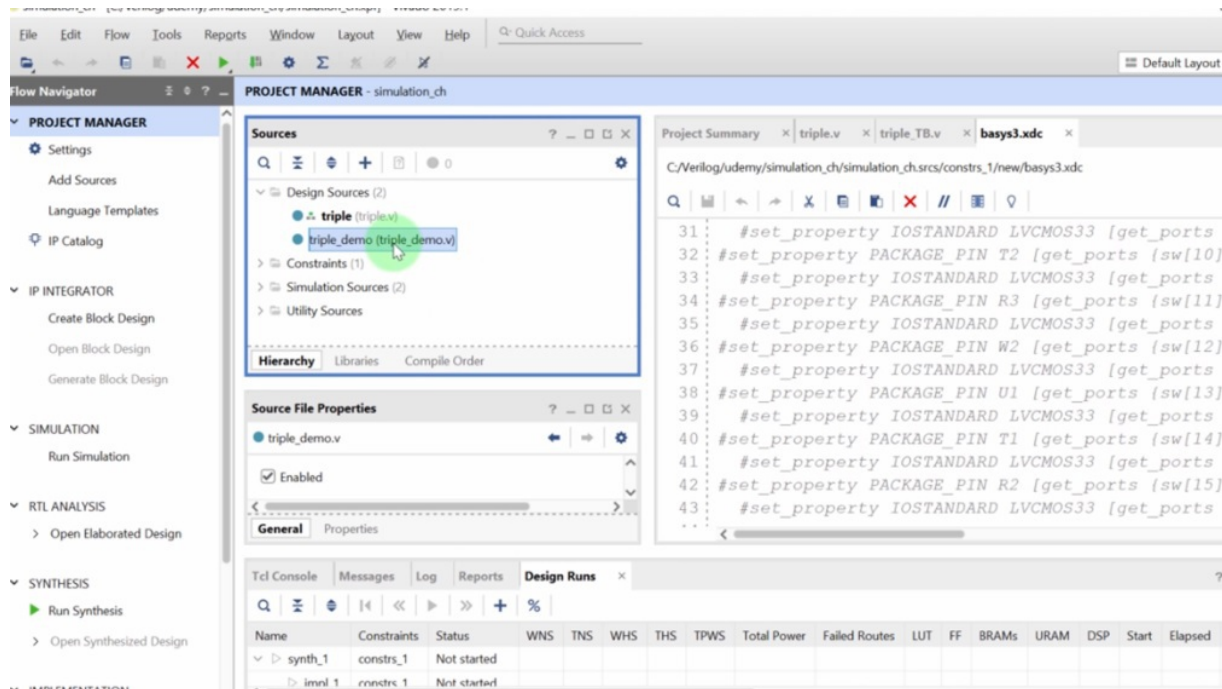 File Edit Flow Tools Reports Window Layout View Help Quick Access
Default Layout
Flow Navigator
PROJECT MANAGER - simulation_ch
PROJECT MANAGER
Settings
Add Sources
Language Templates
IP Catalog
IP INTEGRATOR
Create Block Design
Open Block Design
Generate Block Design
SIMULATION
Run Simulation
RTL ANALYSIS
Open Elaborated Design
SYNTHESIS
Run Synthesis
Open Synthesized Design
Sources
0
Design Sources (2)
triple (triple.v)
triple_demo (triple_demo.v)
Constraints (1)
Simulation Sources (2)
Utility Sources
Hierarchy Libraries Compile Order
Source File Properties
triple_demo.v
Enabled
General Properties
Project Summary triple.v triple_TB.v basys3.xdc
C:/Verilog/udemy/simulation_ch/simulation_ch.srcs/constrs_1/new/basys3.xdc
31 #set_property IOSTANDARD LVCMOS33 [get_ports
32 #set_property PACKAGE_PIN T2 [get_ports {sw[10]
33 #set_property IOSTANDARD LVCMOS33 [get_ports
34 #set_property PACKAGE_PIN R3 [get_ports {sw[11]
35 #set_property IOSTANDARD LVCMOS33 [get_ports
36 #set_property PACKAGE_PIN W2 [get_ports {sw[12]
37 #set_property IOSTANDARD LVCMOS33 [get_ports
38 #set_property PACKAGE_PIN U1 [get_ports {sw[13]
39 #set_property IOSTANDARD LVCMOS33 [get_ports
40 #set_property PACKAGE_PIN T1 [get_ports {sw[14]
41 #set_property IOSTANDARD LVCMOS33 [get_ports
42 #set_property PACKAGE_PIN R2 [get_ports {sw[15]
43 #set_property IOSTANDARD LVCMOS33 [get_ports
Tcl Console Messages Log Reports Design Runs
Name Constraints Status WNS TNS WHS THS TPWS Total Power Failed Routes LUT FF BRAMs URAM DSP Start Elapsed
synth_1 constrs_1 Not started
impl_1 constrs_1 Not started